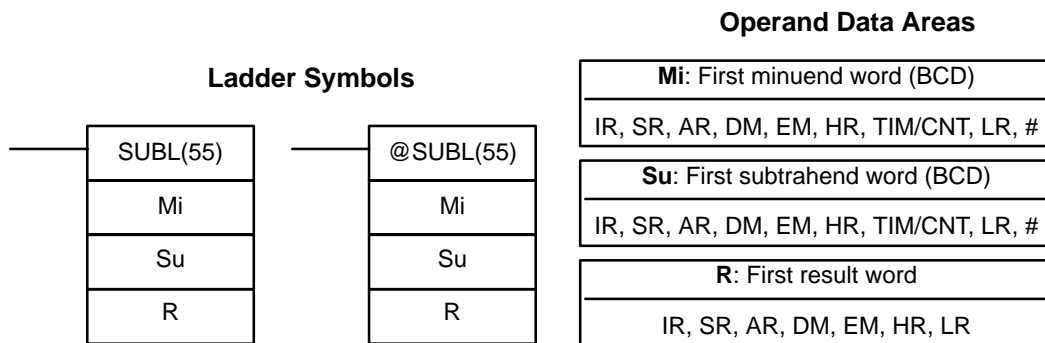 Operand Data Areas
Ladder Symbols
Mi: First minuend word (BCD)
IR, SR, AR, DM, EM, HR, TIM/CNT, LR, #
SUBL(55)
@SUBL(55)
Mi
Mi
Su: First subtrahend word (BCD)
IR, SR, AR, DM, EM, HR, TIM/CNT, LR, #
Su
Su
R: First result word
R
R
IR, SR, AR, DM, EM, HR, LR